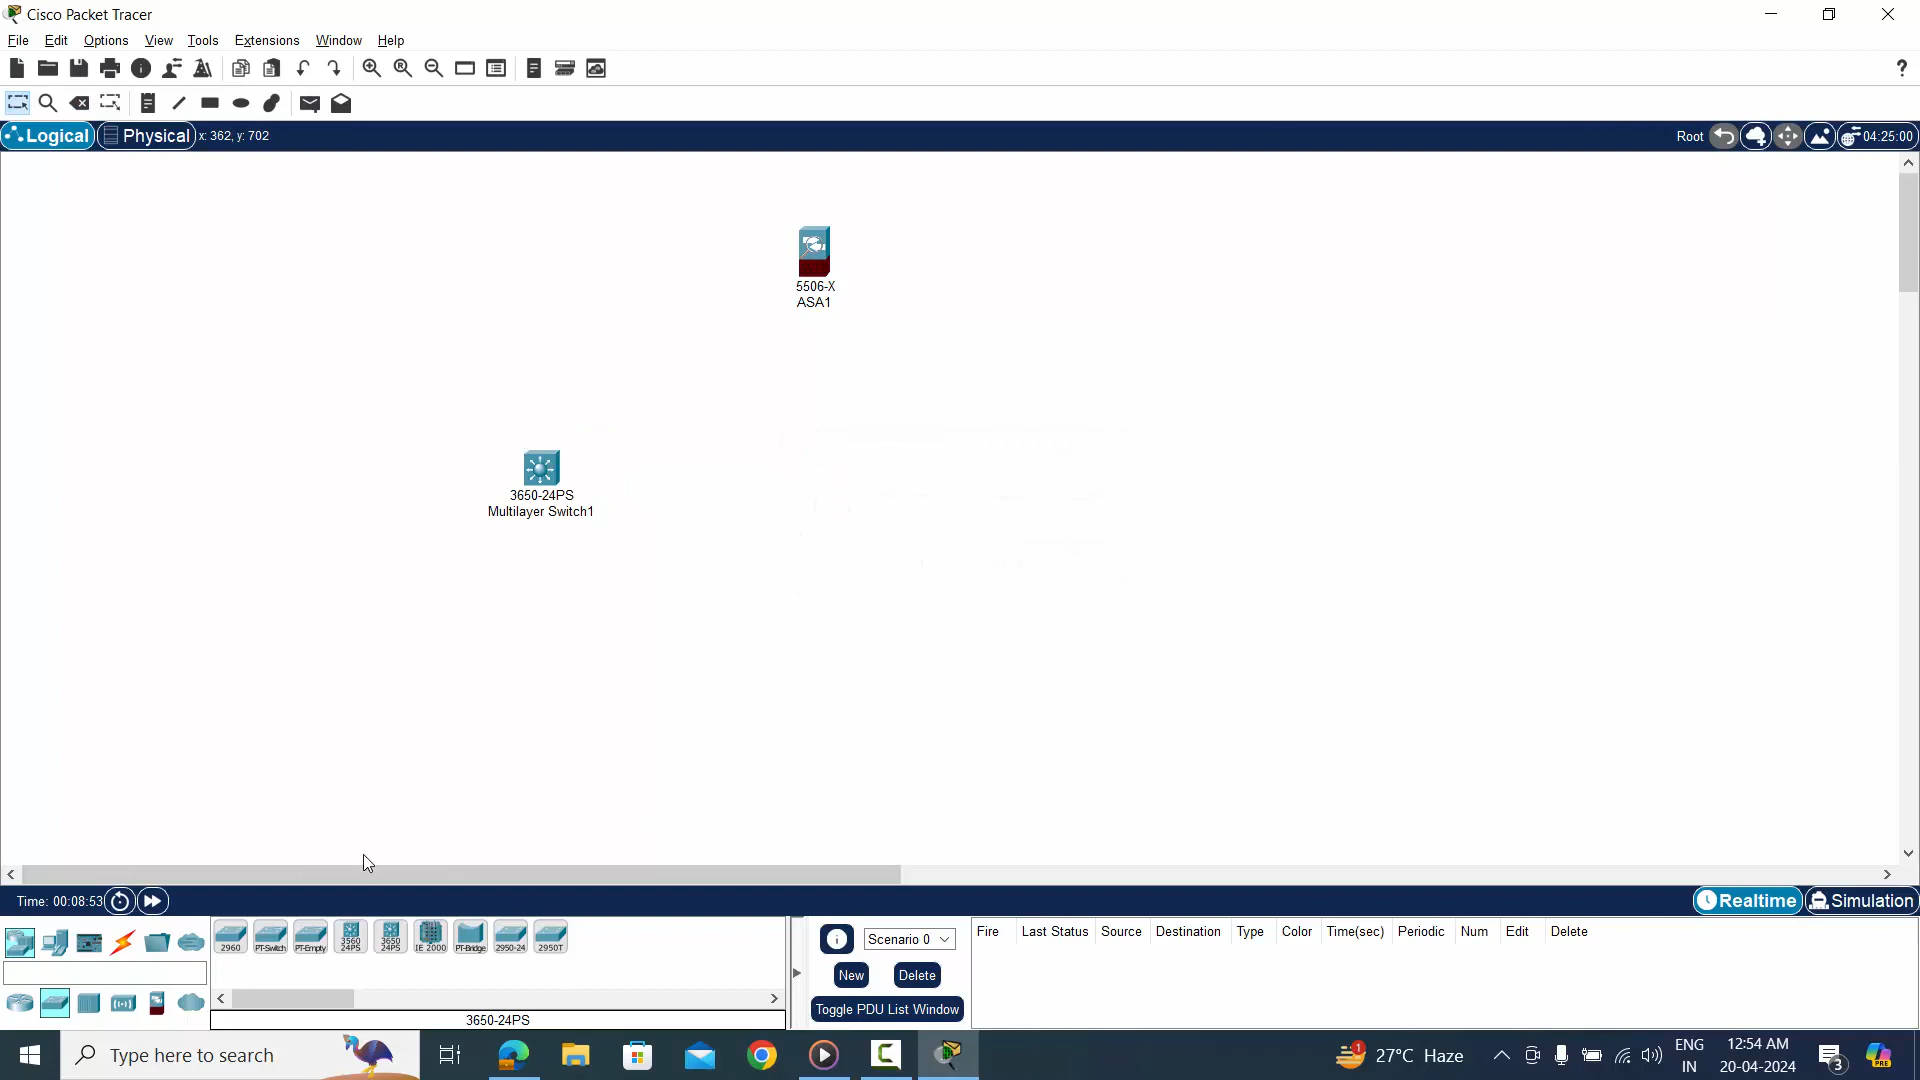 Cisco Packet Tracer
File Edit Options View Tools Extensions Window Help
?
Logical Physical x: 362, y: 702 Root 04:25:00
5506-X
ASA1
3650-24PS
Multilayer Switch1
Time: 00:08:53 Realtime Simulation
2960 PT-Switch PT-Empty 3560 24PS 3650 24PS IE 2000 PT-Bridge 2950-24 2950T
3650-24PS
Scenario 0
New Delete
Toggle PDU List Window
Fire Last Status Source Destination Type Color Time(sec) Periodic Num Edit Delete
Type here to search
27°C Haze
ENG
IN
12:54 AM
20-04-2024
3
1
PRE